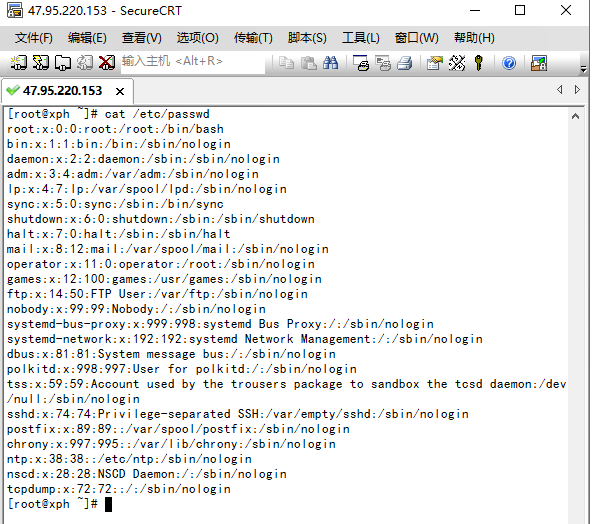 47.95.220.153 - SecureCRT
文件(F) 编辑(E) 查看(V) 选项(O) 传输(T) 脚本(S) 工具(L) 窗口(W) 帮助(H)
输入主机 <Alt+R>
47.95.220.153
[root@xph ~]# cat /etc/passwd
root:x:0:0:root:/root:/bin/bash
bin:x:1:1:bin:/bin:/sbin/nologin
daemon:x:2:2:daemon:/sbin:/sbin/nologin
adm:x:3:4:adm:/var/adm:/sbin/nologin
lp:x:4:7:lp:/var/spool/lpd:/sbin/nologin
sync:x:5:0:sync:/sbin:/bin/sync
shutdown:x:6:0:shutdown:/sbin:/sbin/shutdown
halt:x:7:0:halt:/sbin:/sbin/halt
mail:x:8:12:mail:/var/spool/mail:/sbin/nologin
operator:x:11:0:operator:/root:/sbin/nologin
games:x:12:100:games:/usr/games:/sbin/nologin
ftp:x:14:50:FTP User:/var/ftp:/sbin/nologin
nobody:x:99:99:Nobody:/:/sbin/nologin
systemd-bus-proxy:x:999:998:systemd Bus Proxy:/:/sbin/nologin
systemd-network:x:192:192:systemd Network Management:/:/sbin/nologin
dbus:x:81:81:System message bus:/:/sbin/nologin
polkitd:x:998:997:User for polkitd:/:/sbin/nologin
tss:x:59:59:Account used by the trousers package to sandbox the tcsd daemon:/dev
/null:/sbin/nologin
sshd:x:74:74:Privilege-separated SSH:/var/empty/sshd:/sbin/nologin
postfix:x:89:89::/var/spool/postfix:/sbin/nologin
chrony:x:997:995::/var/lib/chrony:/sbin/nologin
ntp:x:38:38::/etc/ntp:/sbin/nologin
nscd:x:28:28:NSCD Daemon:/:/sbin/nologin
tcpdump:x:72:72::/:/sbin/nologin
[root@xph ~]#